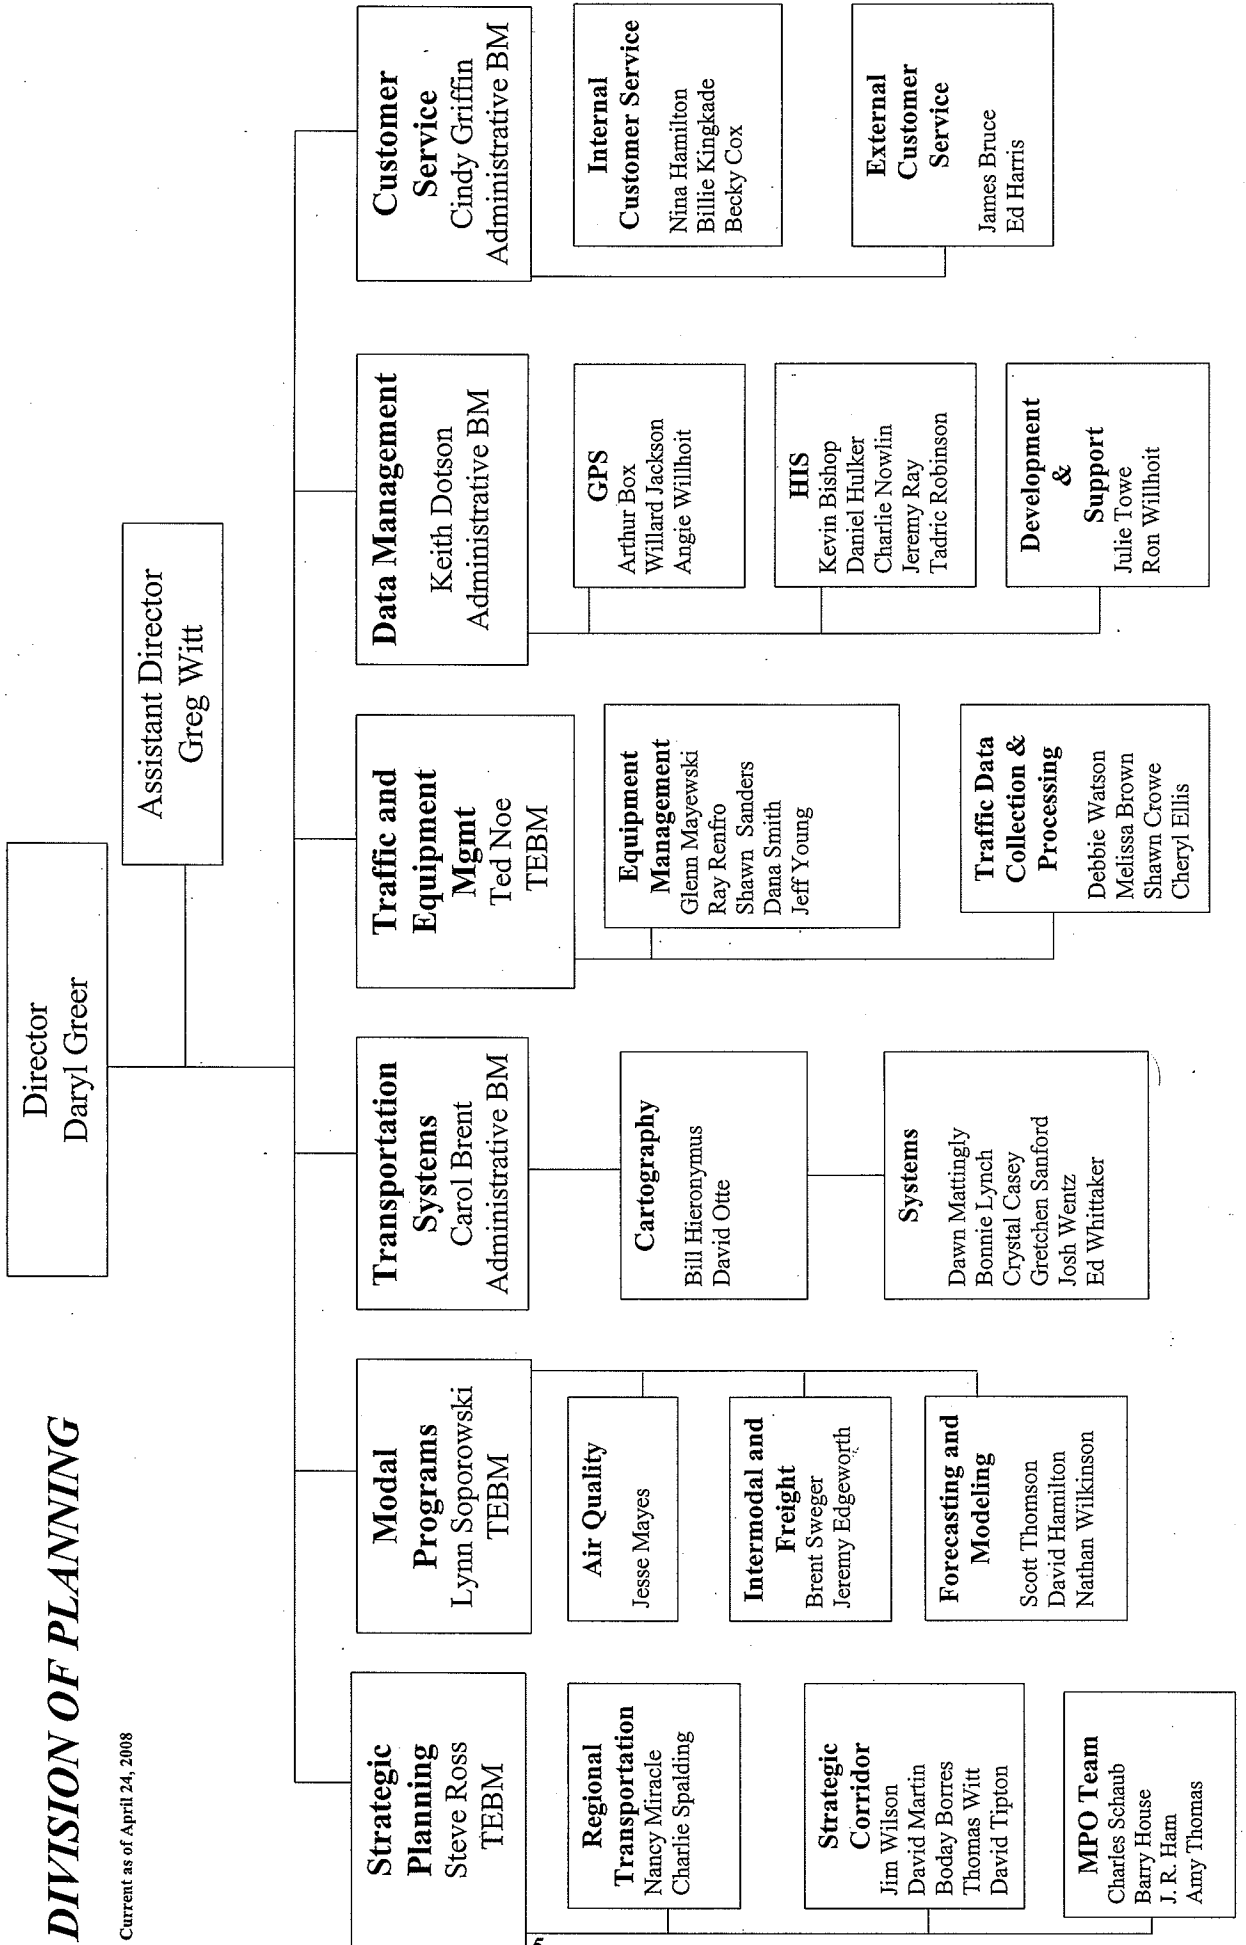 DIVISION OF PLANNING
Current as of April 24, 2008
Director
Daryl Greer
Assistant Director
Greg Witt
Strategic
Planning
Steve Ross
TEBM
Regional
Transportation
Nancy Miracle
Charlie Spalding
Strategic
Corridor
Jim Wilson
David Martin
Boday Borres
Thomas Witt
David Tipton
MPO Team
Charles Schaub
Barry House
J. R. Ham
Amy Thomas
Modal
Programs
Lynn Soporowski
TEBM
Air Quality
Jesse Mayes
Intermodal and
Freight
Brent Sweger
Jeremy Edgeworth
Forecasting and
Modeling
Scott Thomson
David Hamilton
Nathan Wilkinson
Transportation
Systems
Carol Brent
Administrative BM
Cartography
Bill Hieronymus
David Otte
Systems
Dawn Mattingly
Bonnie Lynch
Crystal Casey
Gretchen Sanford
Josh Wentz
Ed Whittaker
Traffic and
Equipment
Mgmt
Ted Noe
TEBM
Equipment
Management
Glenn Mayewski
Ray Renfro
Shawn Sanders
Dana Smith
Jeff Young
Traffic Data
Collection &
Processing
Debbie Watson
Melissa Brown
Shawn Crowe
Cheryl Ellis
Data Management
Keith Dotson
Administrative BM
GPS
Arthur Box
Willard Jackson
Angie Willhoit
HIS
Kevin Bishop
Daniel Hulker
Charlie Nowlin
Jeremy Ray
Tadric Robinson
Development
&
Support
Julie Towe
Ron Willhoit
Customer
Service
Cindy Griffin
Administrative BM
Internal
Customer Service
Nina Hamilton
Billie Kingkade
Becky Cox
External
Customer
Service
James Bruce
Ed Harris